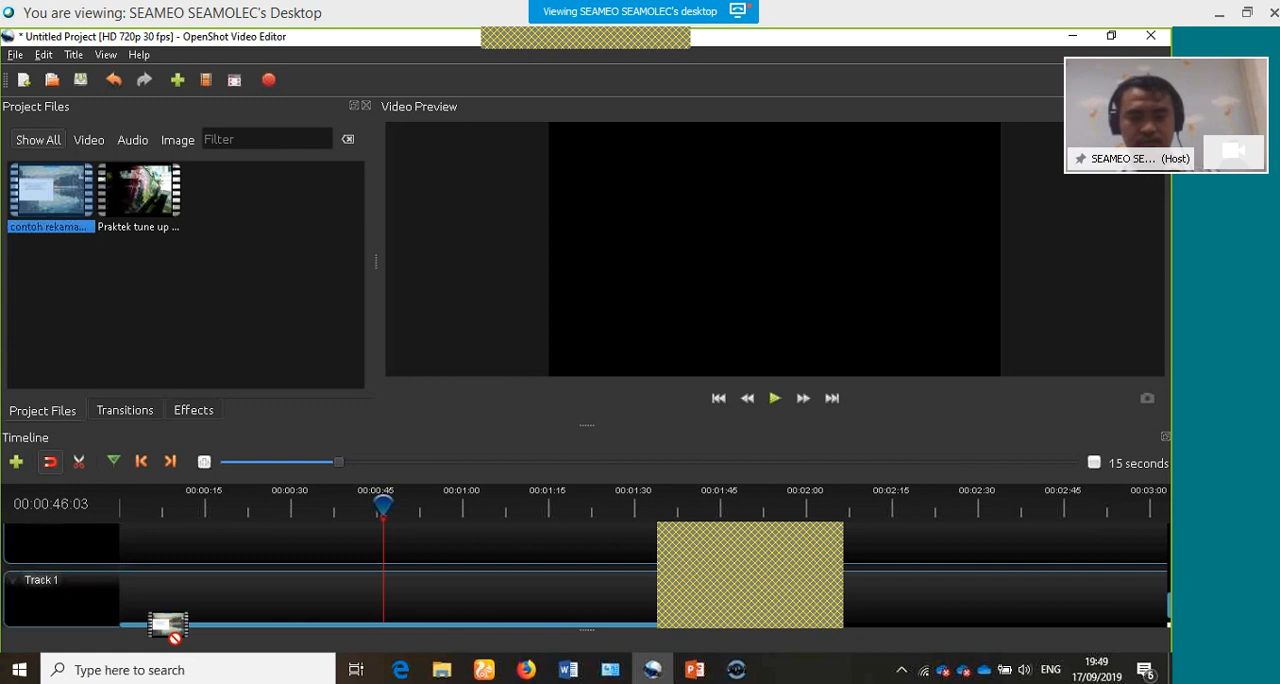 You are viewing: SEAMEO SEAMOLEC's Desktop
Viewing SEAMEO SEAMOLEC's desktop
* Untitled Project [HD 720p 30 fps] - OpenShot Video Editor
File Edit Title View Help
Project Files
Video Preview
Show All Video Audio Image Filter
SEAMEO SE... (Host)
contoh rekama... Praktek tune up ...
Project Files Transitions Effects
Timeline
15 seconds
00:00:46:03
00:00:15 00:00:30 00:00:45 00:01:00 00:01:15 00:01:30 00:01:45 00:02:00 00:02:15 00:02:30 00:02:45 00:03:00
Track 1
Type here to search
ENG
19:49
17/09/2019
6